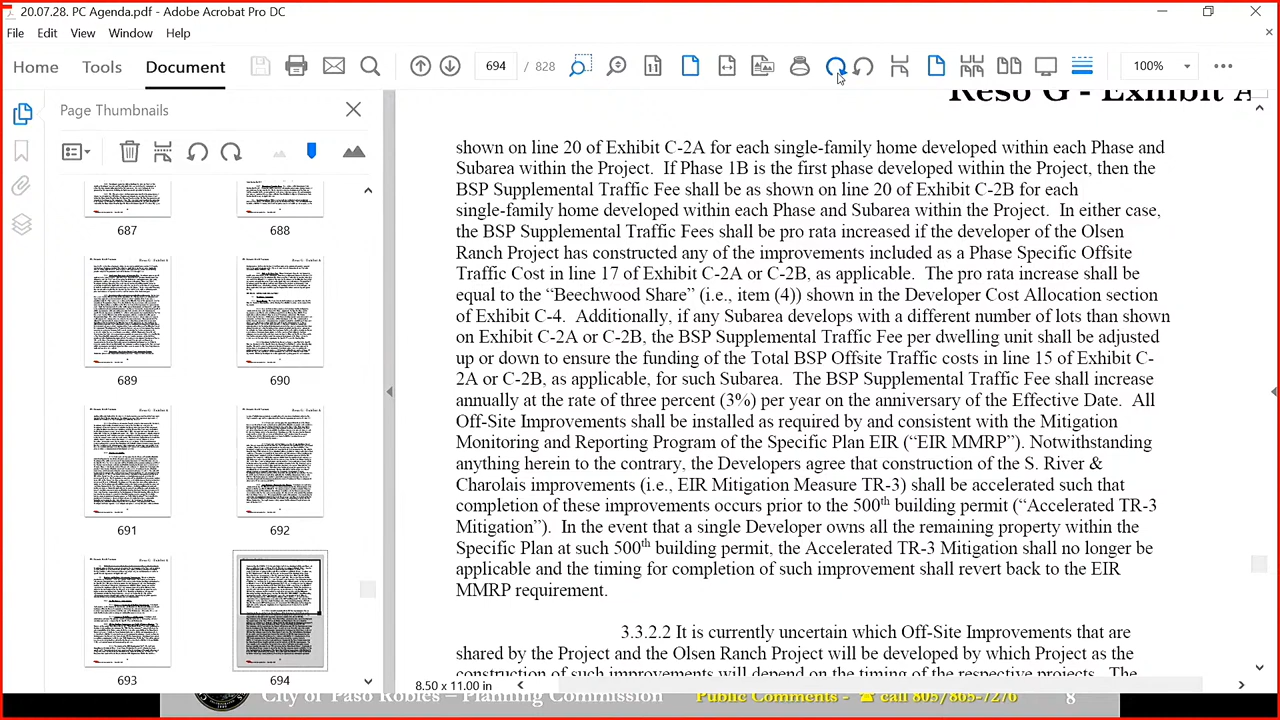 20.07.28. PC Agenda.pdf - Adobe Acrobat Pro DC
File Edit View Window Help
Home Tools Document 694 / 828 100%
Page Thumbnails
Reso G - Exhibit A
shown on line 20 of Exhibit C-2A for each single-family home developed within each Phase and
Subarea within the Project. If Phase 1B is the first phase developed within the Project, then the
BSP Supplemental Traffic Fee shall be as shown on line 20 of Exhibit C-2B for each
single-family home developed within each Phase and Subarea within the Project. In either case,
the BSP Supplemental Traffic Fees shall be pro rata increased if the developer of the Olsen
Ranch Project has constructed any of the improvements included as a Phase Specific Offsite
Traffic Cost in line 17 of Exhibit C-2A or C-2B, as applicable. The pro rata increase shall be
equal to the “Beechwood Share” (i.e., item (4)) shown in the Developer Cost Allocation section
of Exhibit C-4. Additionally, if any Subarea develops with a different number of lots than shown
on Exhibit C-2A or C-2B, the BSP Supplemental Traffic Fee per dwelling unit shall be adjusted
up or down to ensure the funding of the Total BSP Offsite Traffic costs in line 15 of Exhibit C-
2A or C-2B, as applicable, for such Subarea. The BSP Supplemental Traffic Fee shall increase
annually at the rate of three percent (3%) per year on the anniversary of the Effective Date. All
Off-Site Improvements shall be installed as required by and consistent with the Mitigation
Monitoring and Reporting Program of the Specific Plan EIR (“EIR MMRP”). Notwithstanding
anything herein to the contrary, the Developers agree that construction of the S. River &
Charolais improvements (i.e., EIR Mitigation Measure TR-3) shall be accelerated such that
completion of these improvements occurs prior to the 500th building permit (“Accelerated TR-3
Mitigation”). In the event that a single Developer owns all the remaining property within the
Specific Plan at such 500th building permit, the Accelerated TR-3 Mitigation shall no longer be
applicable and the timing for completion of such improvement shall revert back to the EIR
MMRP requirement.
3.3.2.2 It is currently uncertain which Off-Site Improvements that are
shared by the Project and the Olsen Ranch Project will be developed by which Project as the
construction of such improvements will depend on the timing of the respective projects. The
687 688
689 690
691 692
693 694
8.50 x 11.00 in
City of Paso Robles – Planning Commission Public Comments - ☎ call 805/865-7276 8